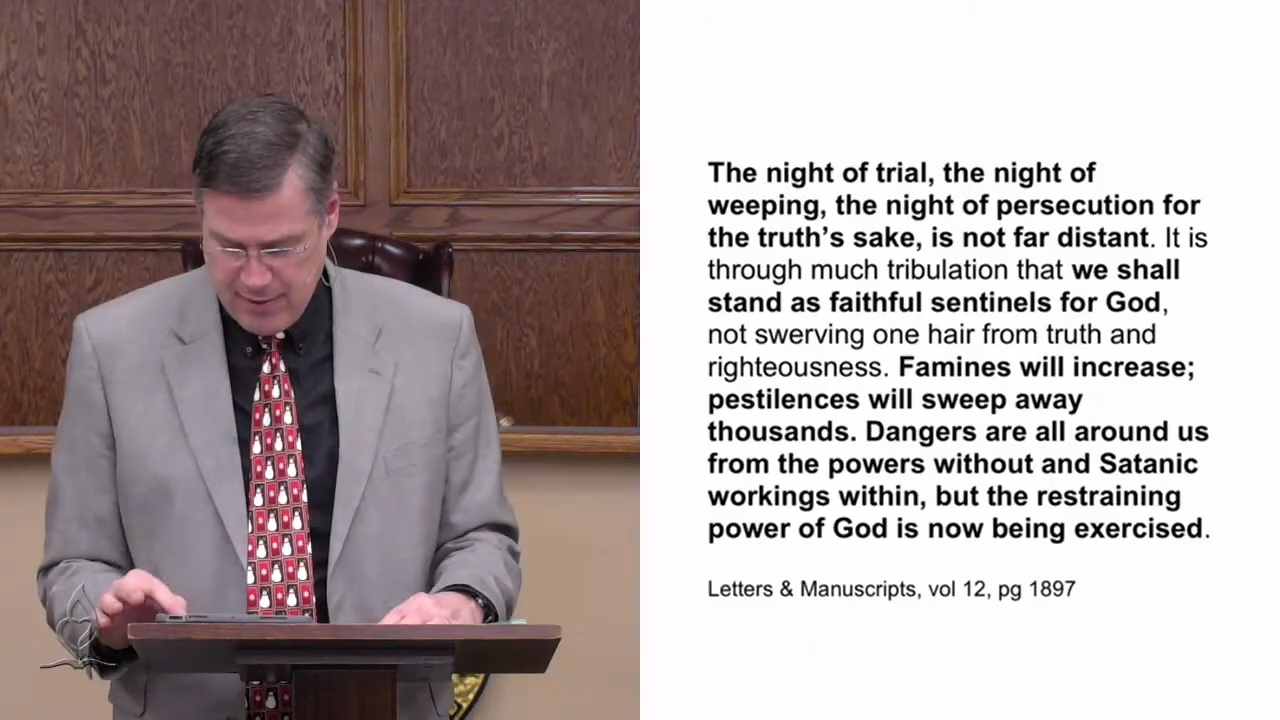 The night of trial, the night of
weeping, the night of persecution for
the truth’s sake, is not far distant. It is
through much tribulation that we shall
stand as faithful sentinels for God,
not swerving one hair from truth and
righteousness. Famines will increase;
pestilences will sweep away
thousands. Dangers are all around us
from the powers without and Satanic
workings within, but the restraining
power of God is now being exercised.
Letters & Manuscripts, vol 12, pg 1897